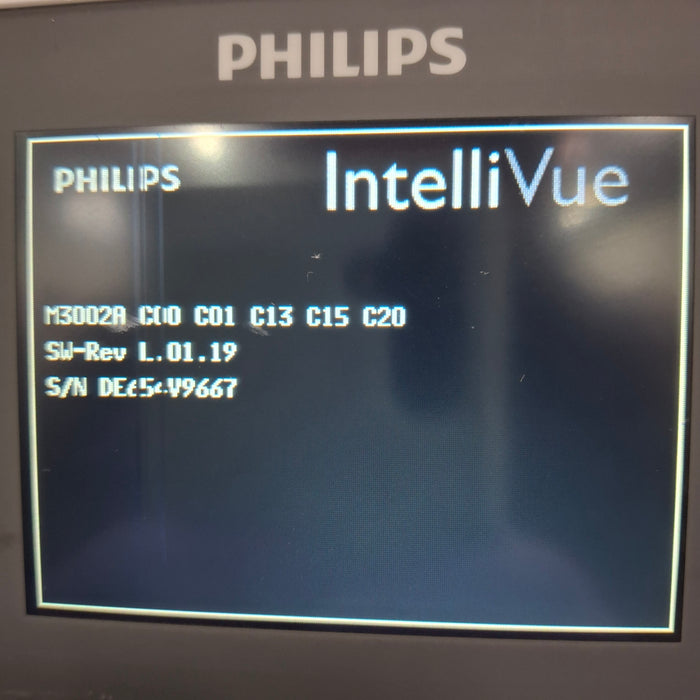 PHILIPS
PHILIPS IntelliVue
M3002A C00 C01 C13 C15 C20
SW-Rev L.01.19
S/N